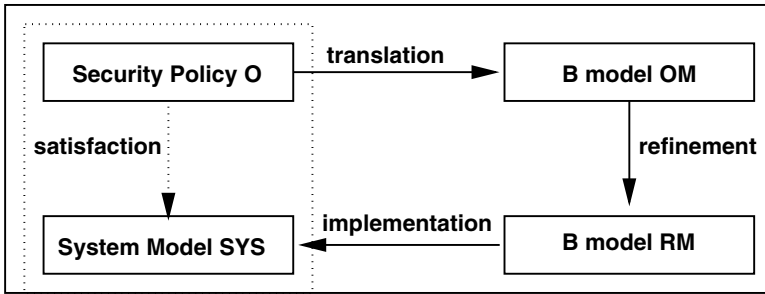 Security Policy O
translation
B model OM
satisfaction
refinement
System Model SYS
implementation
B model RM